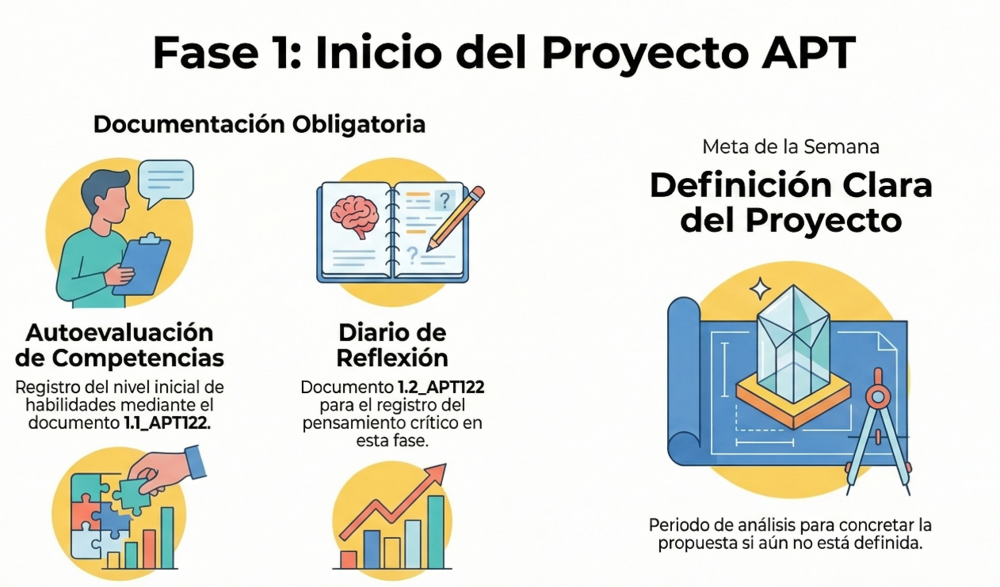 Fase 1: Inicio del Proyecto APT
Documentación Obligatoria
Autoevaluación
de Competencias
Registro del nivel inicial de
habilidades mediante el
documento 1.1_APT122.
Diario de
Reflexión
Documento 1.2_APT122
para el registro del
pensamiento crítico en
esta fase.
Meta de la Semana
Definición Clara
del Proyecto
Periodo de análisis para concretar la
propuesta si aún no está definida.
? 
?